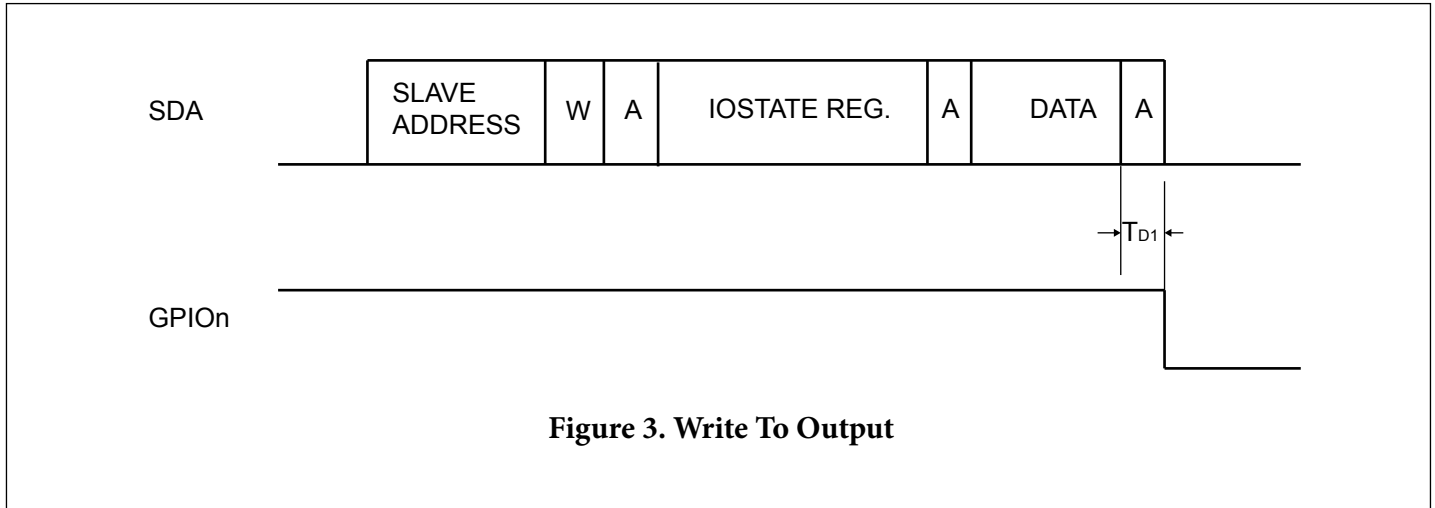 SDA
SLAVE
ADDRESS
W
A
IOSTATE REG.
A
DATA
A
TD1
GPIOn
Figure 3. Write To Output